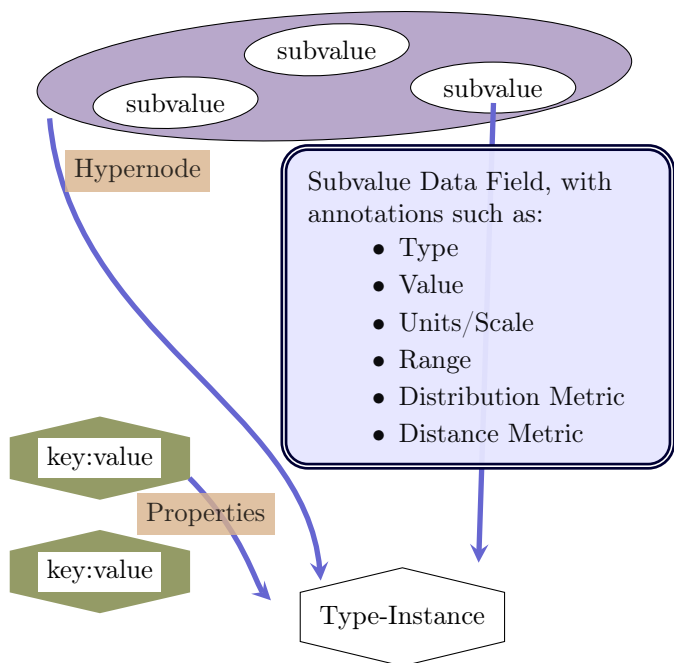 subvalue
subvalue
subvalue
Hypernode
Subvalue Data Field, with
annotations such as:
• Type
• Value
• Units/Scale
• Range
• Distribution Metric
• Distance Metric
key:value
Properties
key:value
Type-Instance